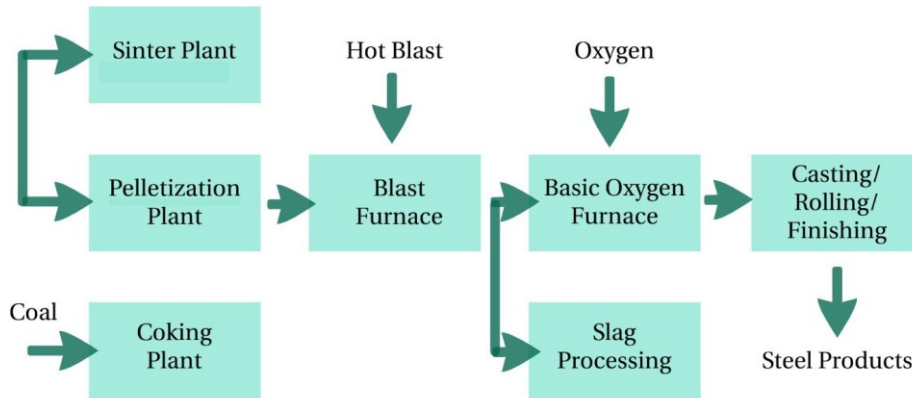 Sinter Plant
Hot Blast
Oxygen
Pelletization
Plant
Blast
Furnace
Basic Oxygen
Furnace
Casting/
Rolling/
Finishing
Coal
Coking
Plant
Slag
Processing
Steel Products